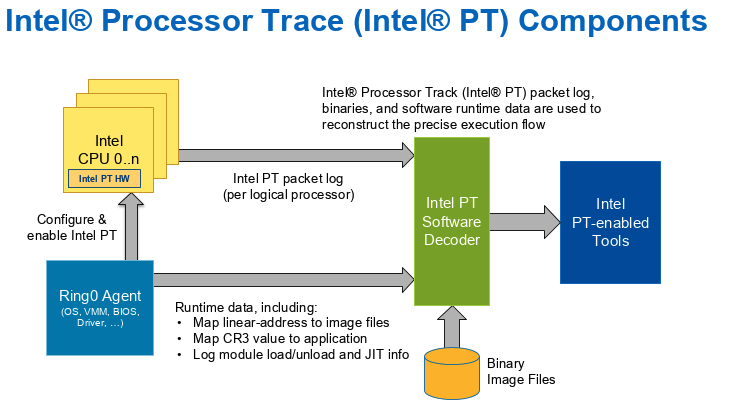 Intel® Processor Trace (Intel® PT) Components
Intel® Processor Track (Intel® PT) packet log,
binaries, and software runtime data are used to
reconstruct the precise execution flow
Intel
CPU 0..n
Intel PT HW
Intel PT packet log
(per logical processor)
Configure &
enable Intel PT
Intel PT
Software
Decoder
Intel
PT-enabled
Tools
Ring0 Agent
(OS, VMM, BIOS,
Driver, ...)
Runtime data, including:
• Map linear-address to image files
• Map CR3 value to application
• Log module load/unload and JIT info
Binary
Image Files